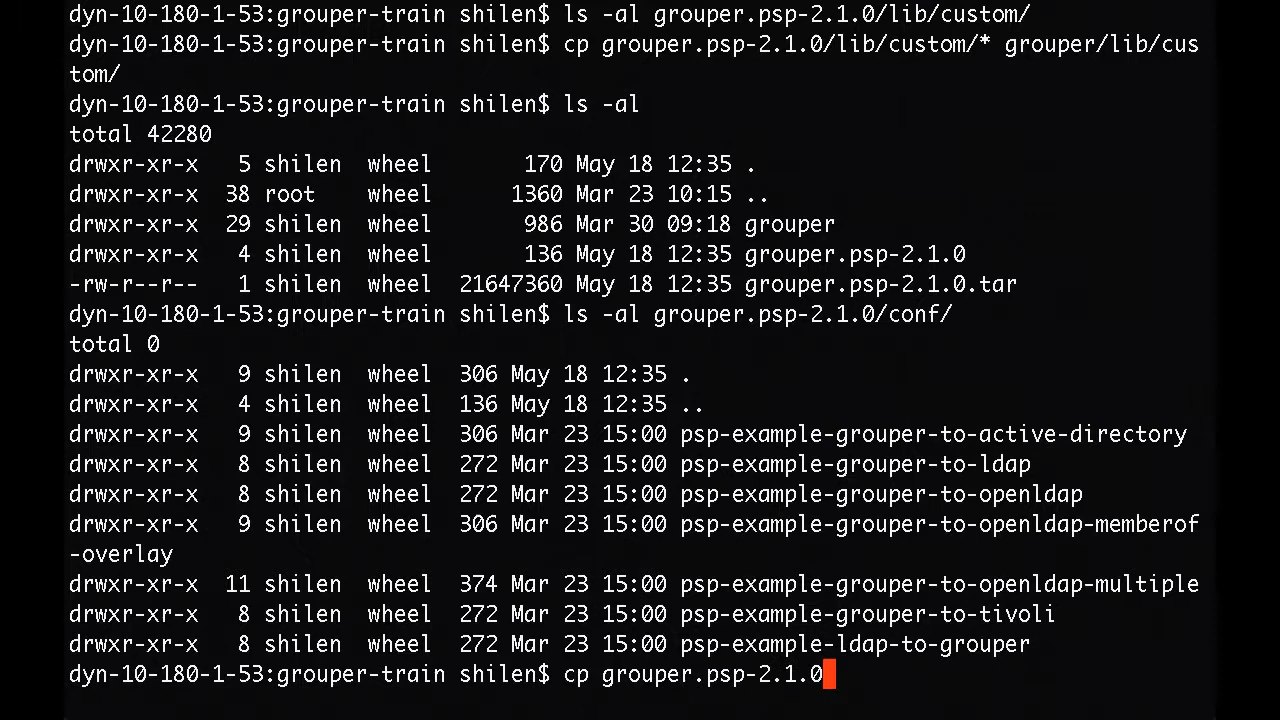 dyn-10-180-1-53:grouper-train shilen$ ls -al grouper.psp-2.1.0/lib/custom/
dyn-10-180-1-53:grouper-train shilen$ cp grouper.psp-2.1.0/lib/custom/* grouper/lib/cus
tom/
dyn-10-180-1-53:grouper-train shilen$ ls -al
total 42280
drwxr-xr-x   5 shilen  wheel       170 May 18 12:35 .
drwxr-xr-x  38 root    wheel      1360 Mar 23 10:15 ..
drwxr-xr-x  29 shilen  wheel       986 Mar 30 09:18 grouper
drwxr-xr-x   4 shilen  wheel       136 May 18 12:35 grouper.psp-2.1.0
-rw-r--r--   1 shilen  wheel  21647360 May 18 12:35 grouper.psp-2.1.0.tar
dyn-10-180-1-53:grouper-train shilen$ ls -al grouper.psp-2.1.0/conf/
total 0
drwxr-xr-x   9 shilen  wheel  306 May 18 12:35 .
drwxr-xr-x   4 shilen  wheel  136 May 18 12:35 ..
drwxr-xr-x   9 shilen  wheel  306 Mar 23 15:00 psp-example-grouper-to-active-directory
drwxr-xr-x   8 shilen  wheel  272 Mar 23 15:00 psp-example-grouper-to-ldap
drwxr-xr-x   8 shilen  wheel  272 Mar 23 15:00 psp-example-grouper-to-openldap
drwxr-xr-x   9 shilen  wheel  306 Mar 23 15:00 psp-example-grouper-to-openldap-memberof
-overlay
drwxr-xr-x  11 shilen  wheel  374 Mar 23 15:00 psp-example-grouper-to-openldap-multiple
drwxr-xr-x   8 shilen  wheel  272 Mar 23 15:00 psp-example-grouper-to-tivoli
drwxr-xr-x   8 shilen  wheel  272 Mar 23 15:00 psp-example-ldap-to-grouper
dyn-10-180-1-53:grouper-train shilen$ cp grouper.psp-2.1.0